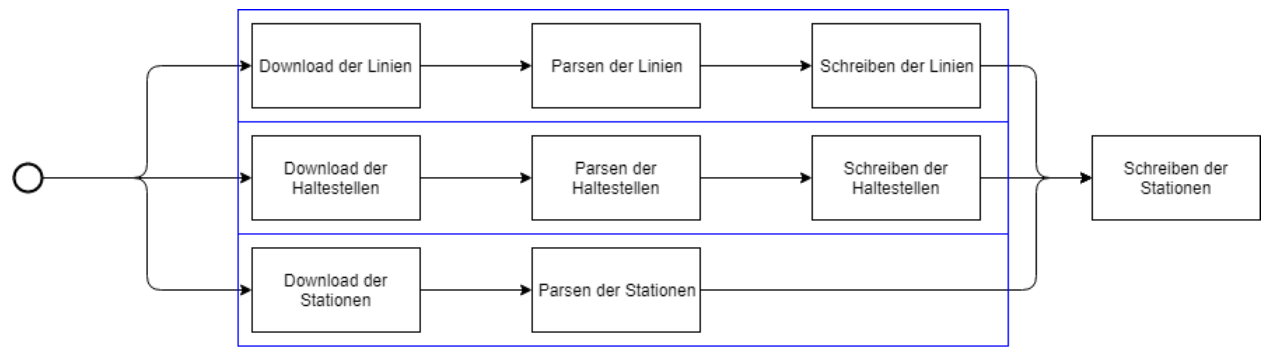 Download der Linien
Parsen der Linien
Schreiben der Linien
Download der
Haltestellen
Parsen der
Haltestellen
Schreiben der
Haltestellen
Schreiben der
Stationen
Download der
Stationen
Parsen der Stationen